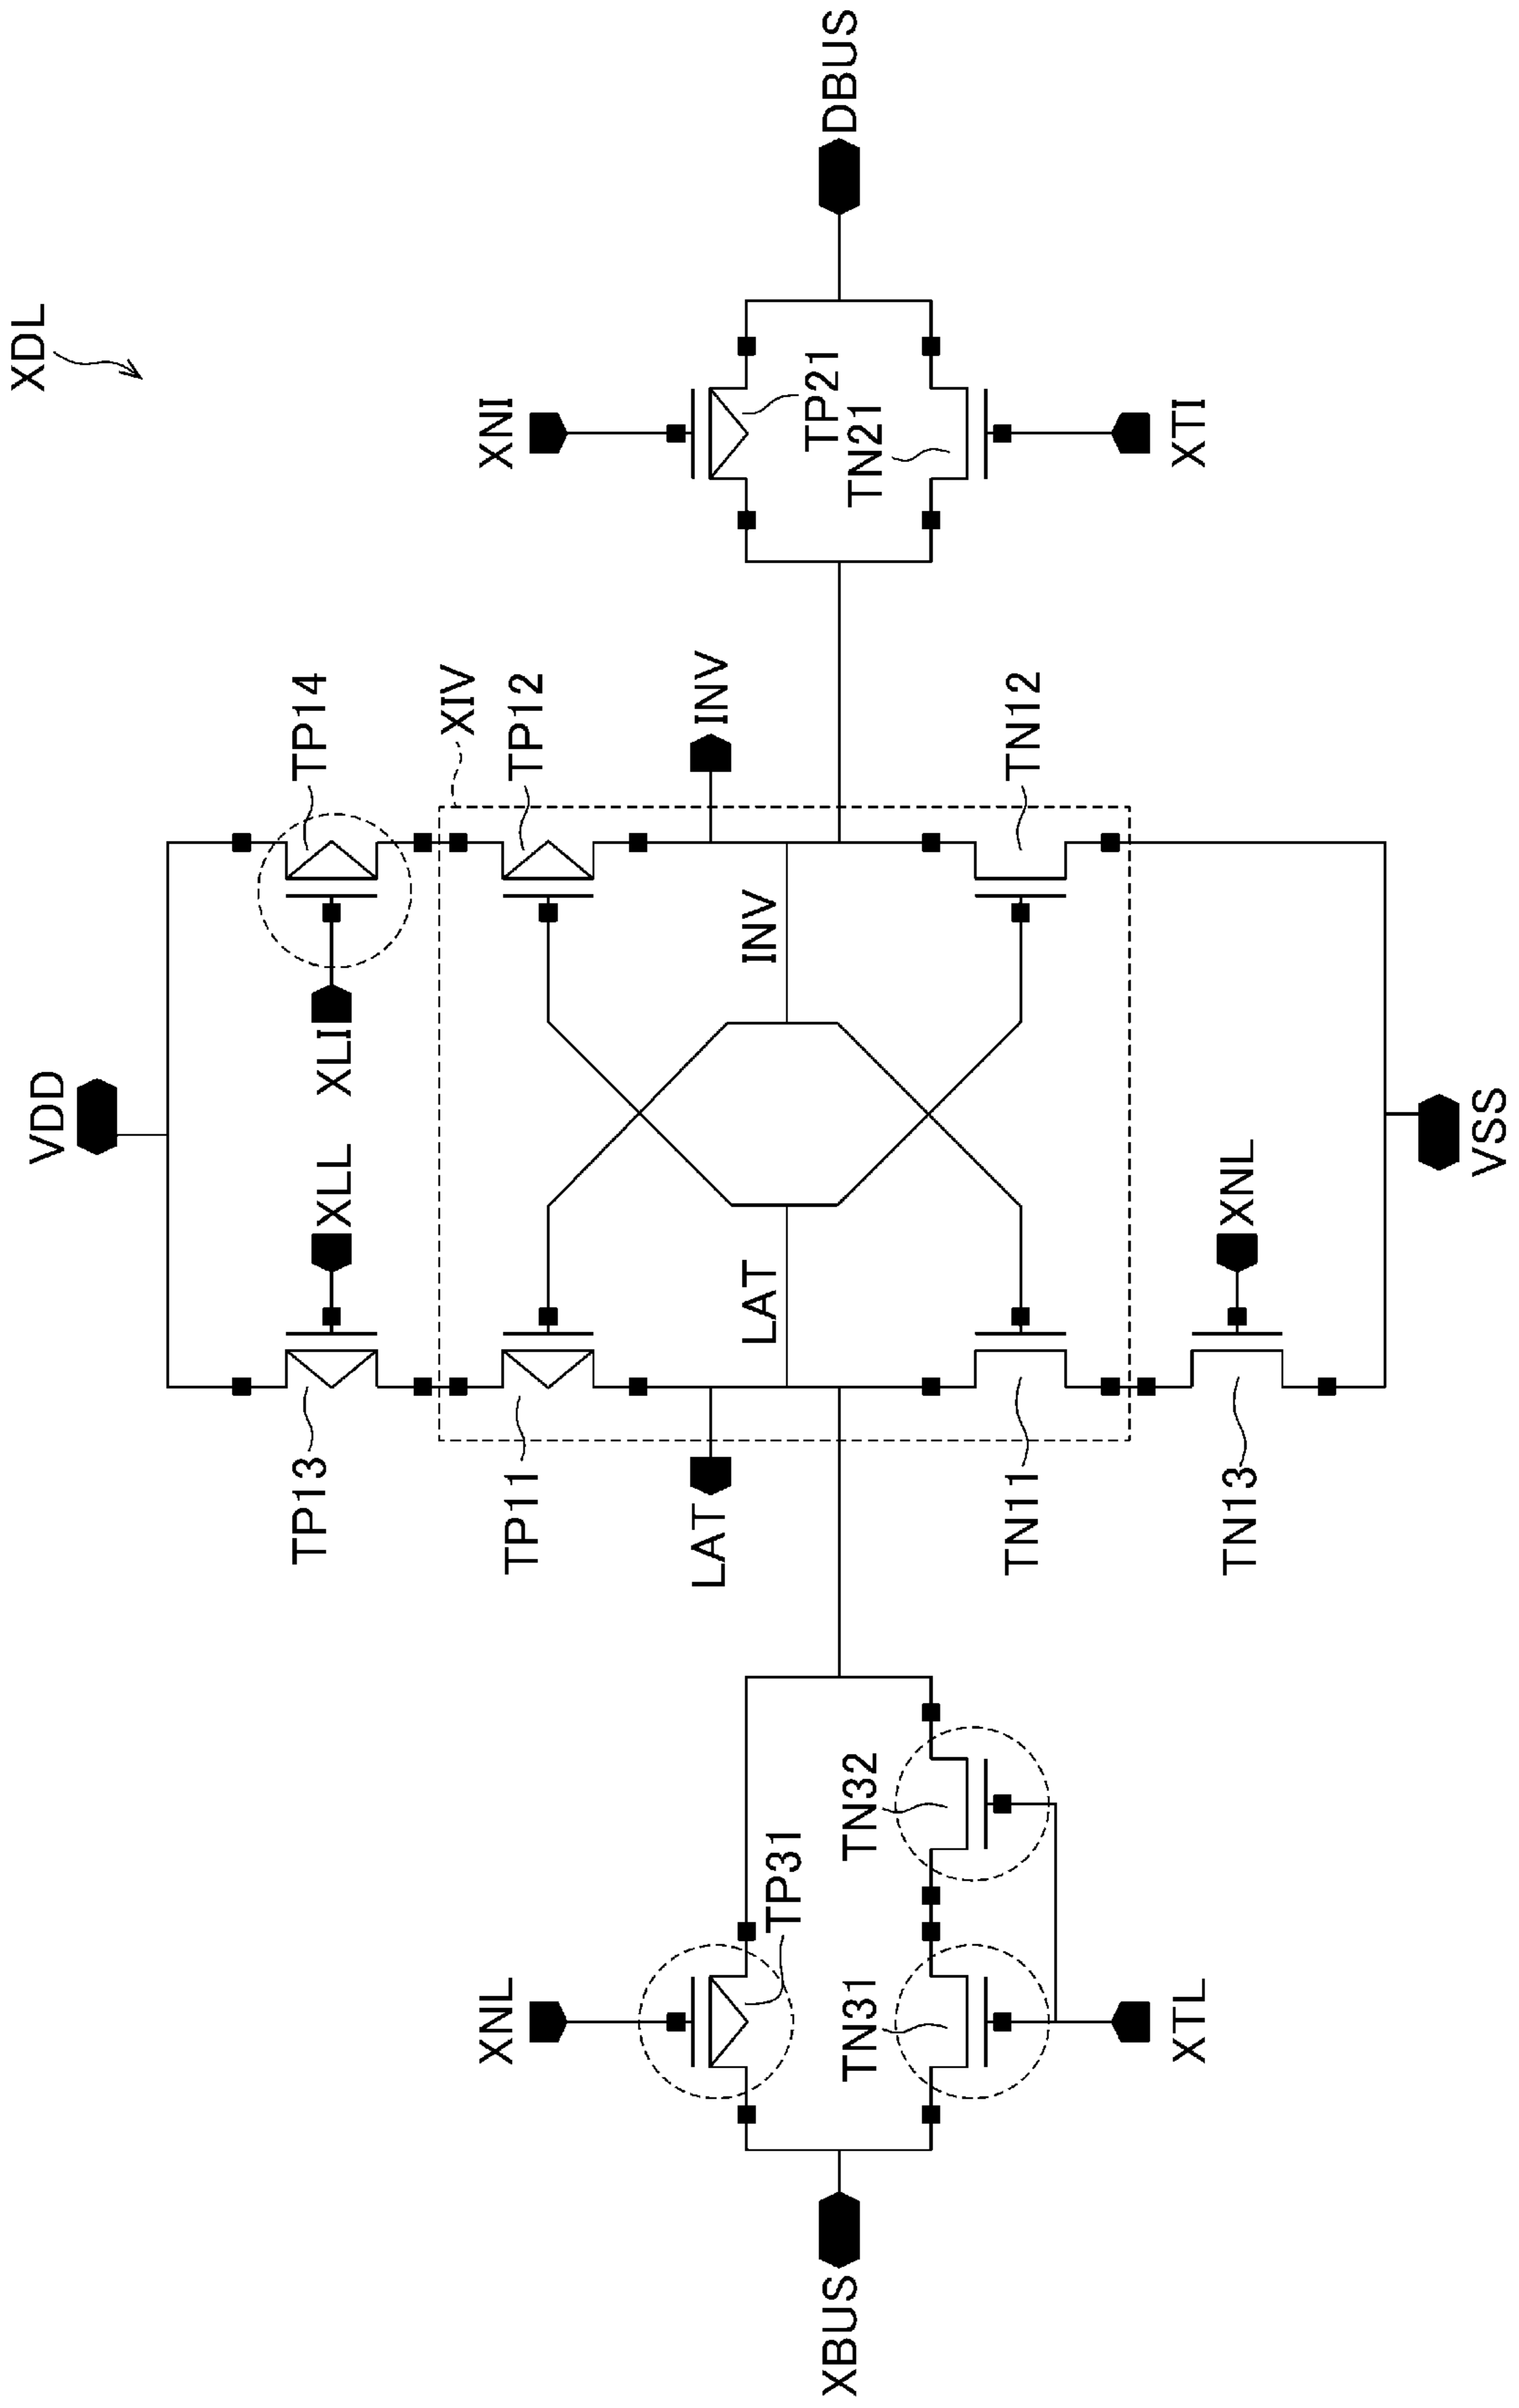 XDL
VDD
VSS
XBUS
DBUS
XNL
TP31
TN31
TN32
XTL
TP13
XLL
XLI
TP14
XIV
TP11
TP12
LAT
LAT
INV
INV
TN11
TN12
TN13
XNL
XNI
TP21
TN21
XTI